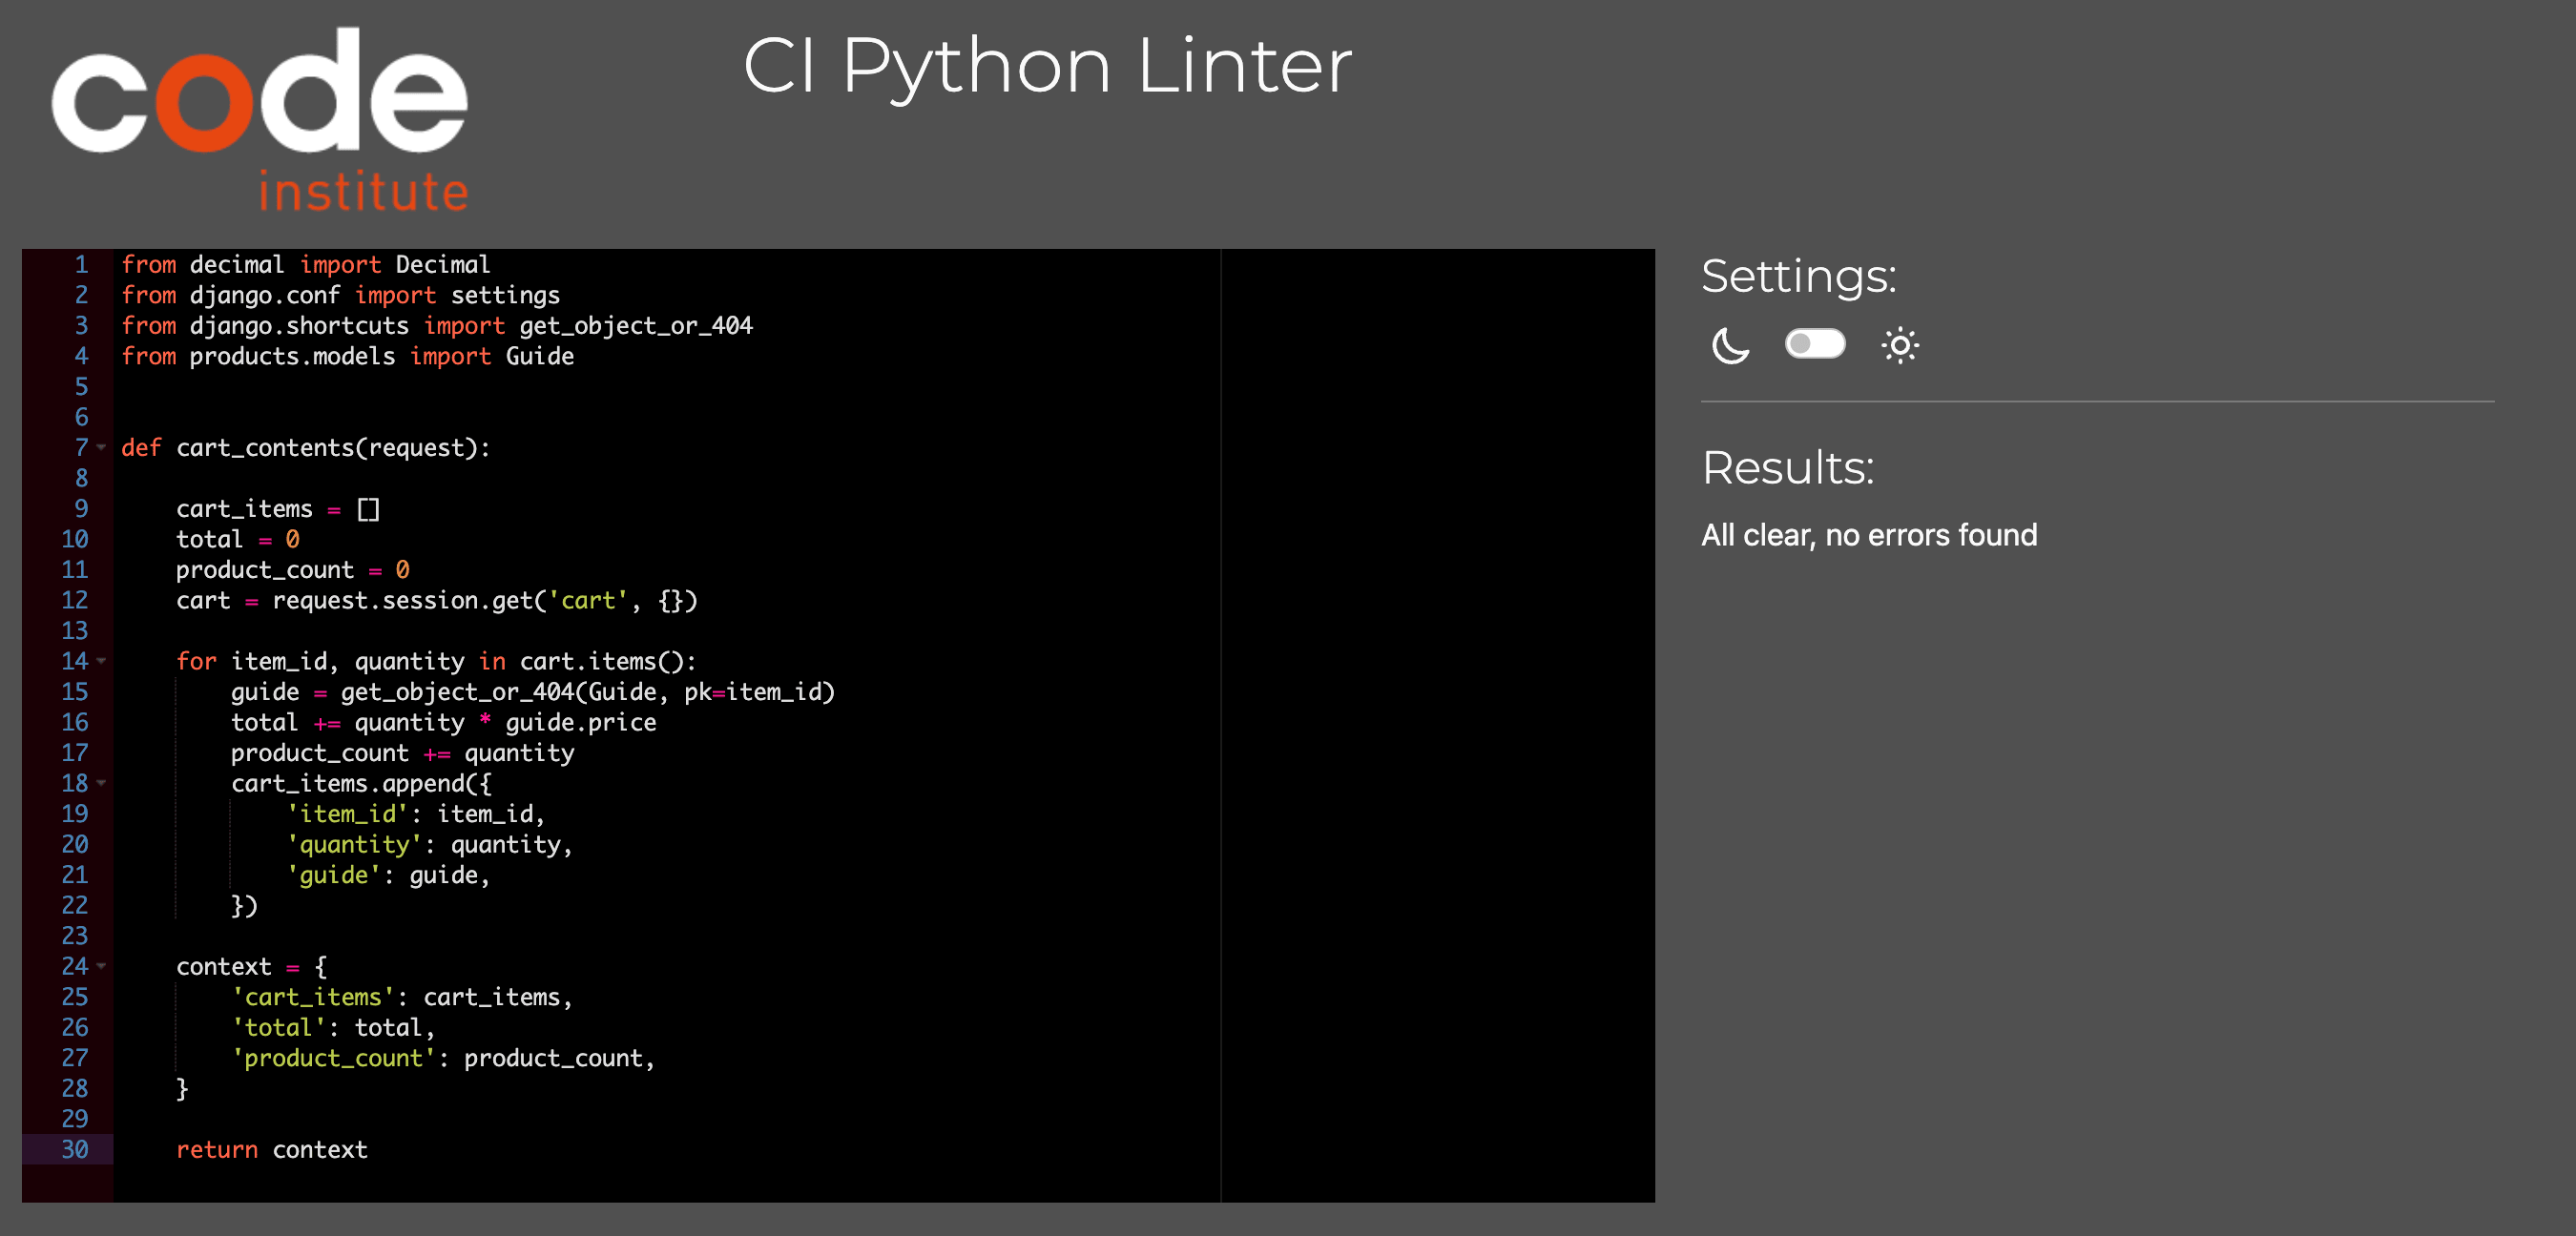 code
institute
CI Python Linter
1 from decimal import Decimal
2 from django.conf import settings
3 from django.shortcuts import get_object_or_404
4 from products.models import Guide
5
6
7 def cart_contents(request):
8
9     cart_items = []
10     total = 0
11     product_count = 0
12     cart = request.session.get('cart', {})
13
14     for item_id, quantity in cart.items():
15         guide = get_object_or_404(Guide, pk=item_id)
16         total += quantity * guide.price
17         product_count += quantity
18         cart_items.append({
19             'item_id': item_id,
20             'quantity': quantity,
21             'guide': guide,
22         })
23
24     context = {
25         'cart_items': cart_items,
26         'total': total,
27         'product_count': product_count,
28     }
29
30     return context
Settings:
Results:
All clear, no errors found